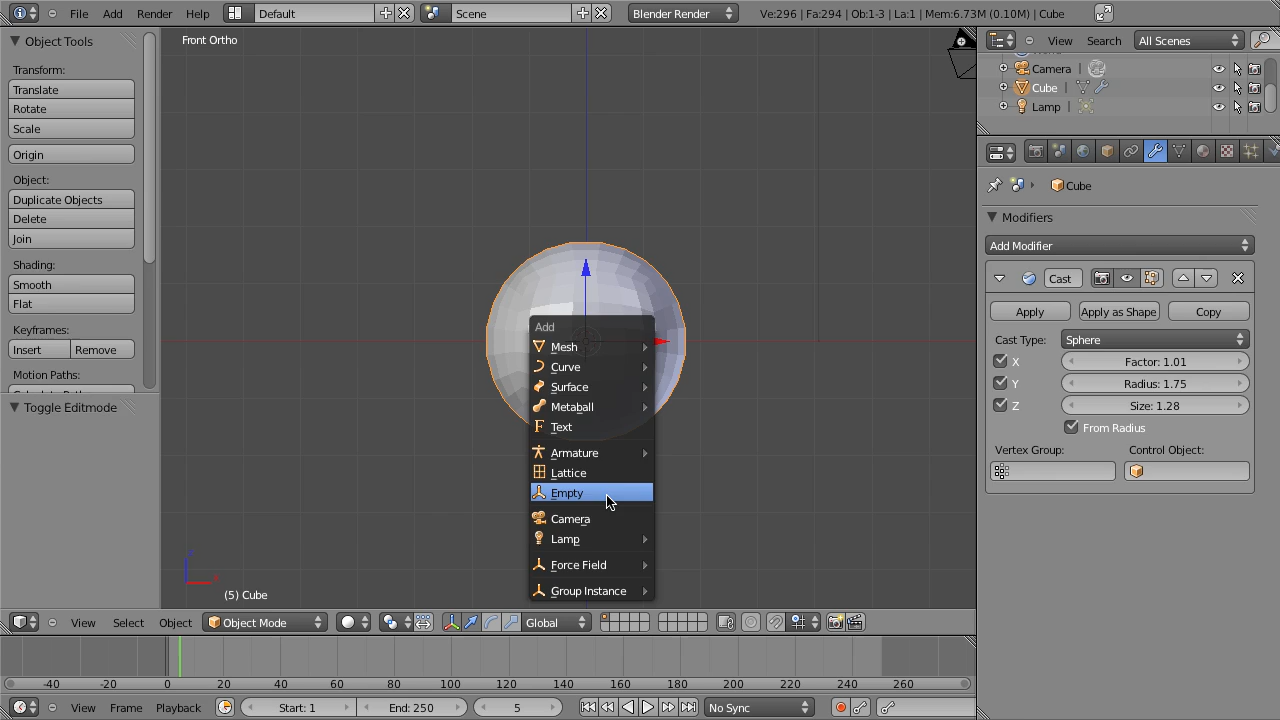 File Add Render Help Default Scene Blender Render Ve:296 | Fa:294 | Ob:1-3 | La:1 | Mem:6.73M (0.10M) | Cube
Object Tools
Transform:
Translate
Rotate
Scale
Origin
Object:
Duplicate Objects
Delete
Join
Shading:
Smooth
Flat
Keyframes:
Insert Remove
Motion Paths:
Toggle Editmode
Front Ortho
Add
Mesh
Curve
Surface
Metaball
Text
Armature
Lattice
Empty
Camera
Lamp
Force Field
Group Instance
(5) Cube
View Select Object Object Mode Global
-40 -20 0 20 40 60 80 100 120 140 160 180 200 220 240 260
View Frame Playback Start: 1 End: 250 5 No Sync
View Search All Scenes
Camera
Cube
Lamp
Cube
Modifiers
Add Modifier
Cast
Apply Apply as Shape Copy
Cast Type: Sphere
X Factor: 1.01
Y Radius: 1.75
Z Size: 1.28
From Radius
Vertex Group: Control Object: